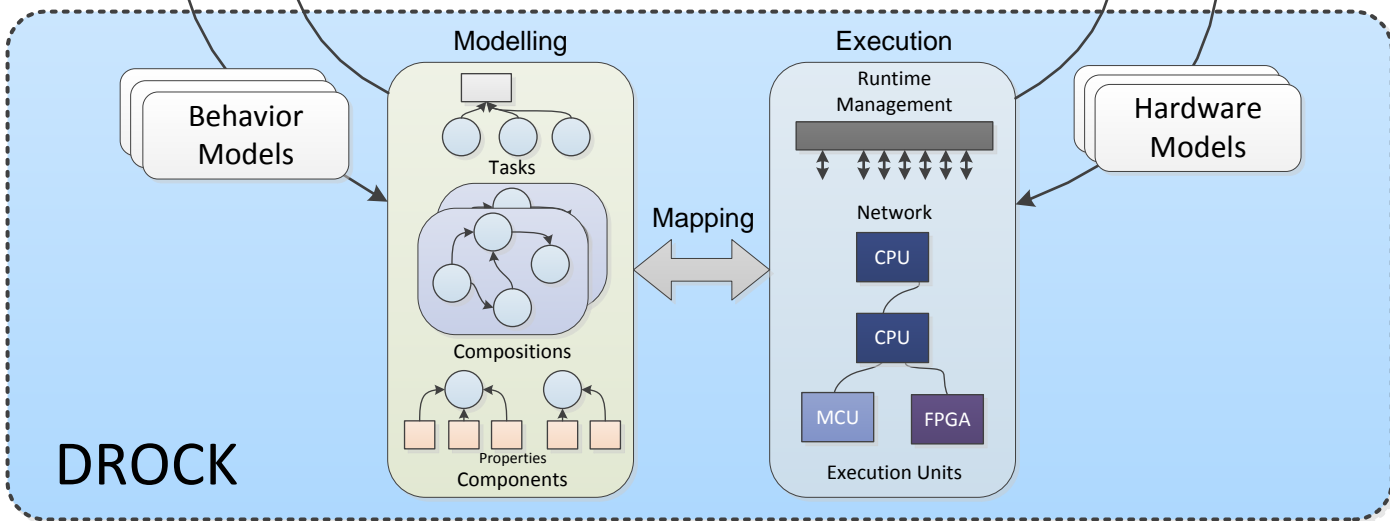 Modelling
Execution
Behavior
Models
Tasks
Compositions
Properties
Components
Mapping
Runtime
Management
Network
CPU
CPU
MCU
FPGA
Execution Units
Hardware
Models
DROCK